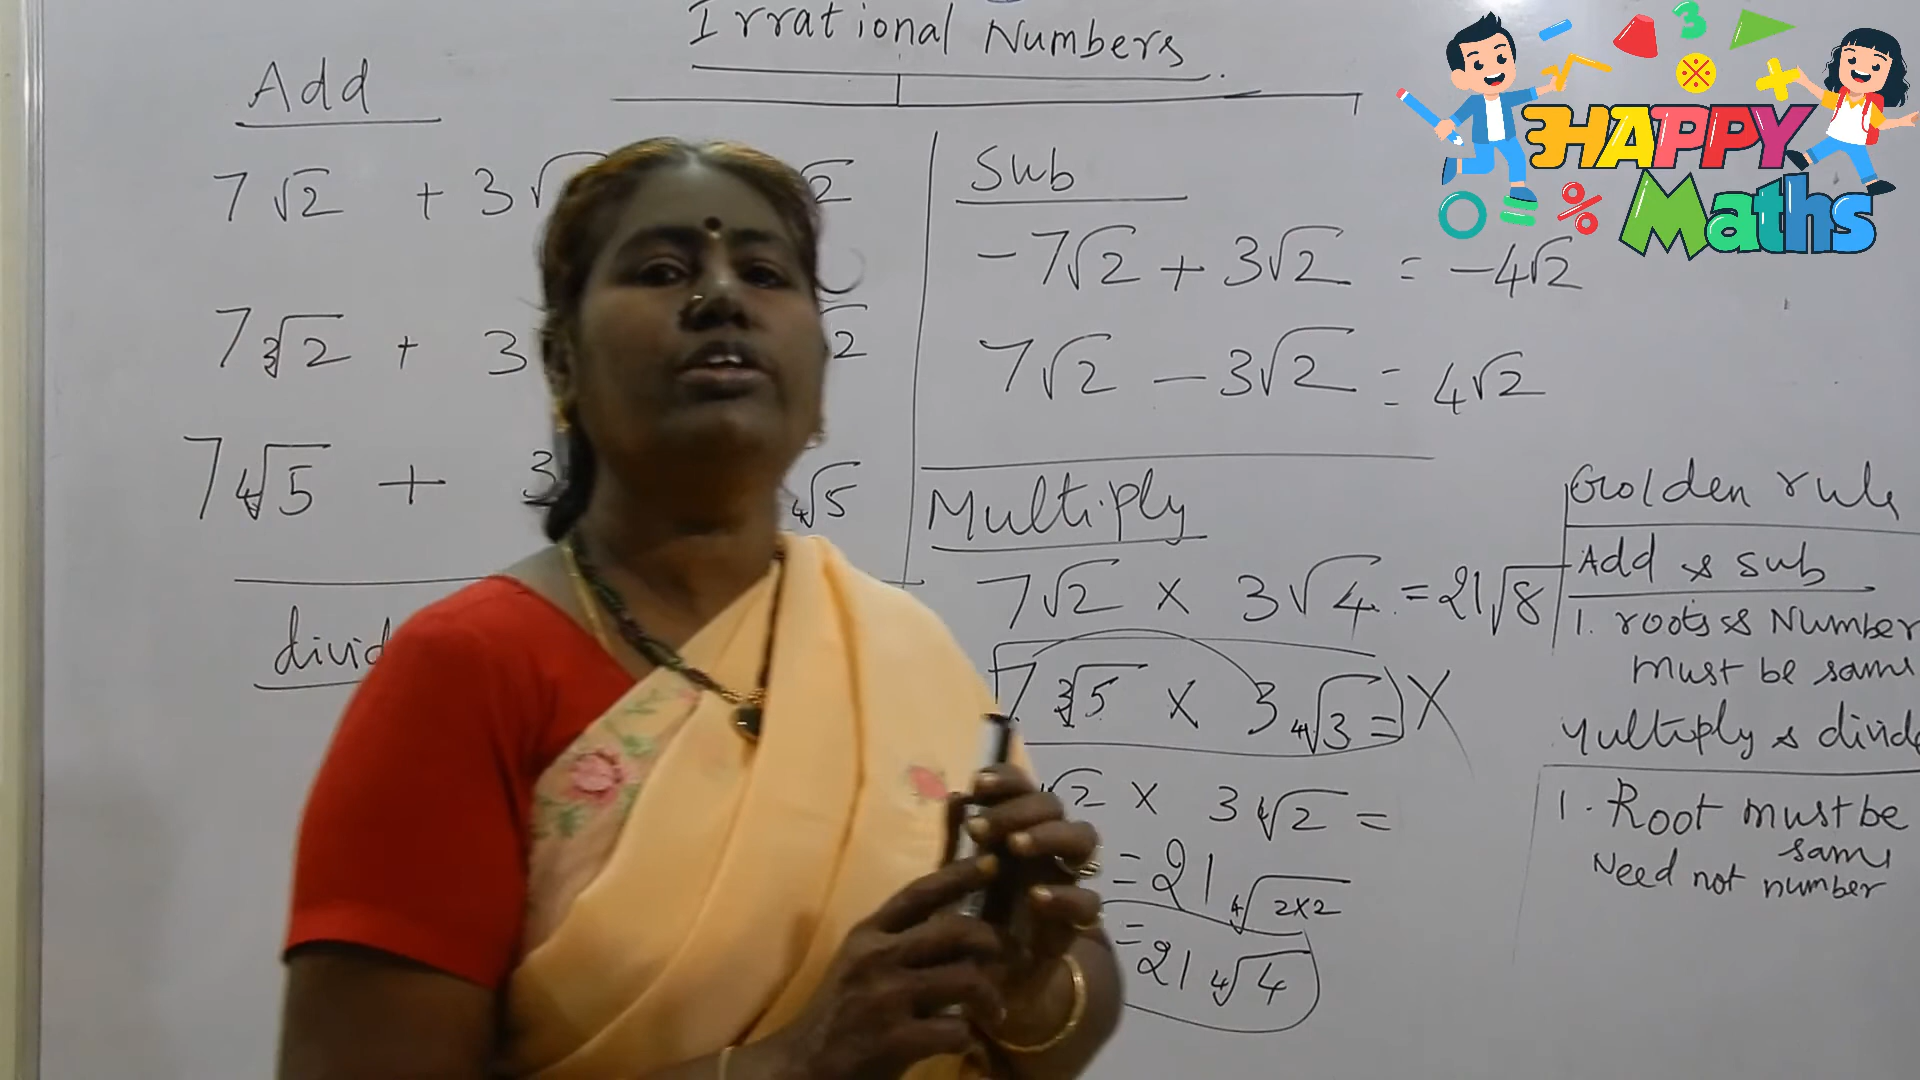 Irrational Numbers
Add
7√2 + 3√
7∛2 + 3 2
7∜5 + 3 ∜5
Sub
-7√2 + 3√2 = -4√2
7√2 - 3√2 = 4√2
Multiply
7√2 x 3√4 = 21√8
7∛5 x 3∜3 = X
√2 x 3∜2 =
= 21∜2x2
= 21∜4
divid
Golden rule
Add & Sub
1. roots & Number
must be same
Multiply & divide
1. Root must be
same
Need not number
HAPPY
Maths